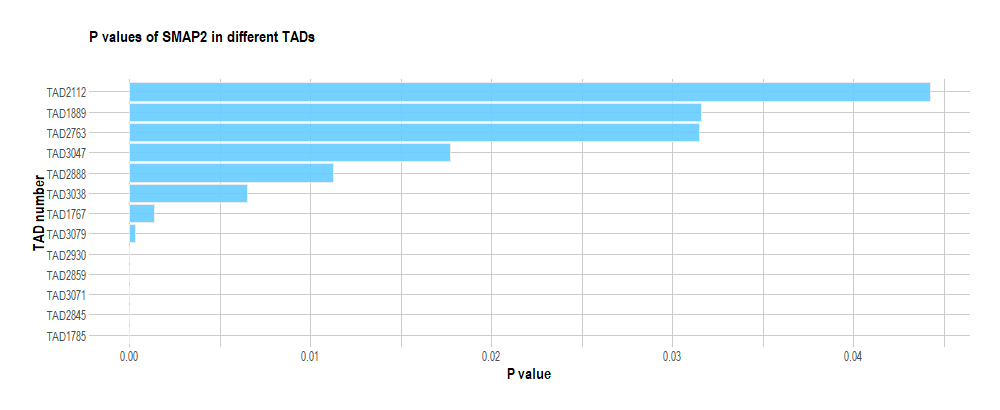 P values of SMAP2 in different TADs
TAD number
TAD2112
TAD1889
TAD2763
TAD3047
TAD2888
TAD3038
TAD1767
TAD3079
TAD2930
TAD2859
TAD3071
TAD2845
TAD1785
0.00 0.01 0.02 0.03 0.04
P value